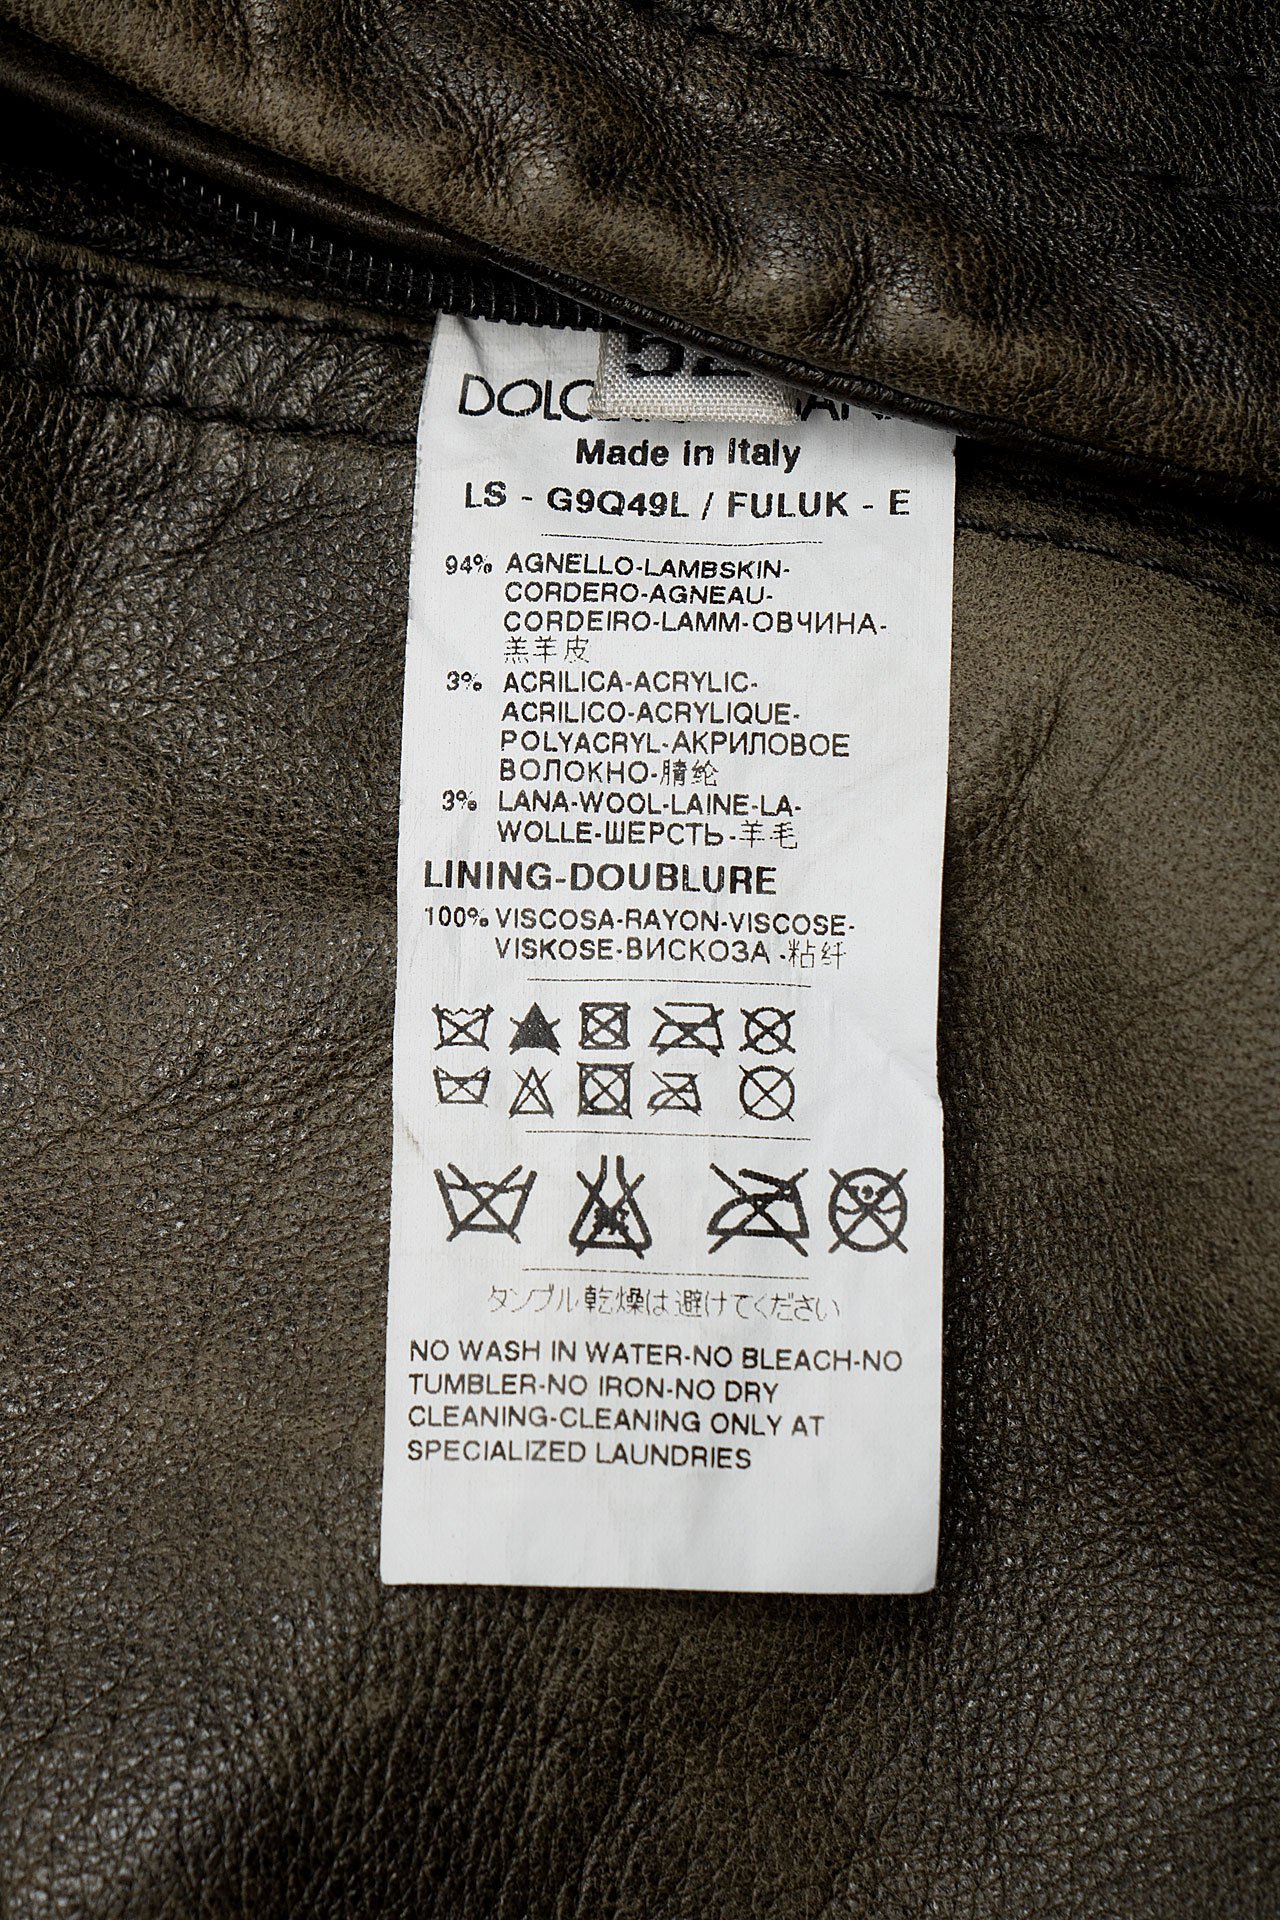 Made in Italy
LS - G9Q49L / FULUK - E
94% AGNELLO-LAMBSKIN-
CORDERO-AGNEAU-
CORDEIRO-LAMM-ОВЧИНА-
羔羊皮
3% ACRILICA-ACRYLIC-
ACRILICO-ACRYLIQUE-
POLYACRYL-АКРИЛОВОЕ
ВОЛОКНО-腈纶
3% LANA-WOOL-LAINE-LA-
WOLLE-ШЕРСТЬ-羊毛
LINING-DOUBLURE
100% VISCOSA-RAYON-VISCOSE-
VISKOSE-ВИСКОЗА-粘纤
タンブル乾燥は避けてください
NO WASH IN WATER-NO BLEACH-NO
TUMBLER-NO IRON-NO DRY
CLEANING-CLEANING ONLY AT
SPECIALIZED LAUNDRIES